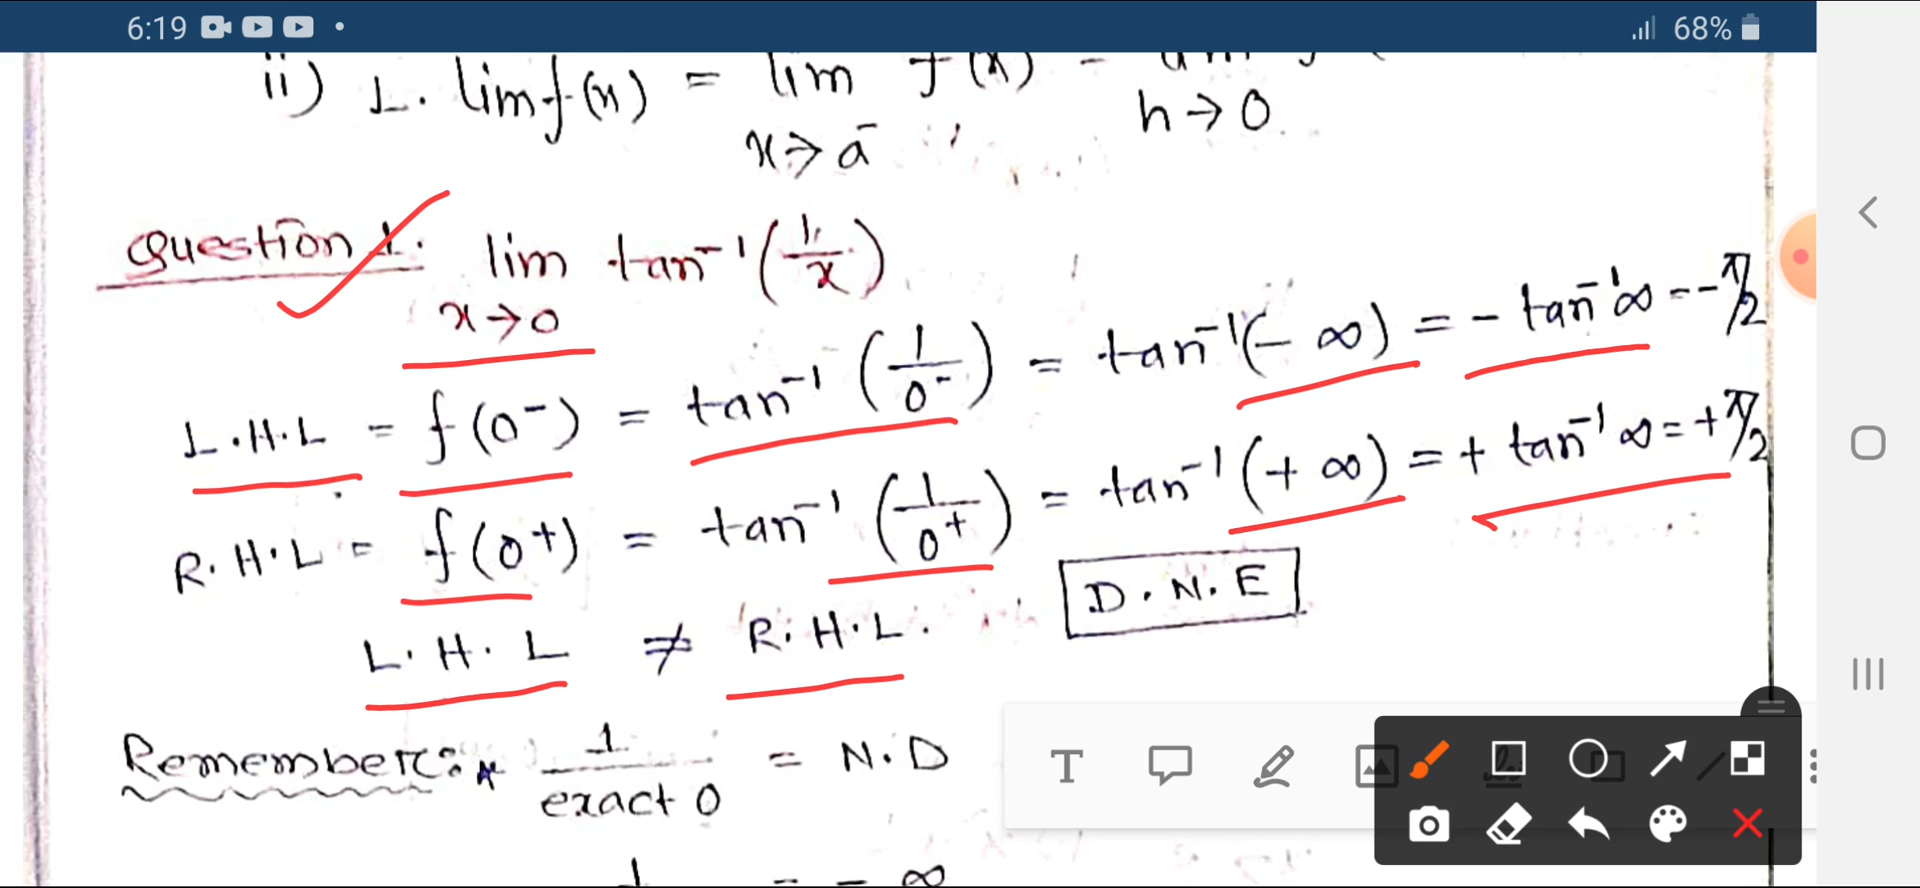 6:19 68%
ii) L. lim f(x) = lim f(x) =
x→a⁻ h→0
Question 1. lim tan⁻¹(1/x)
x→0
L.H.L = f(0⁻) = tan⁻¹(1/0⁻) = tan⁻¹(-∞) = -tan⁻¹∞ = -π/2
R.H.L = f(0⁺) = tan⁻¹(1/0⁺) = tan⁻¹(+∞) = +tan⁻¹∞ = +π/2
L.H.L ≠ R.H.L. D.N.E
Remember:* 1/exact 0 = N.D
1 = -∞
T